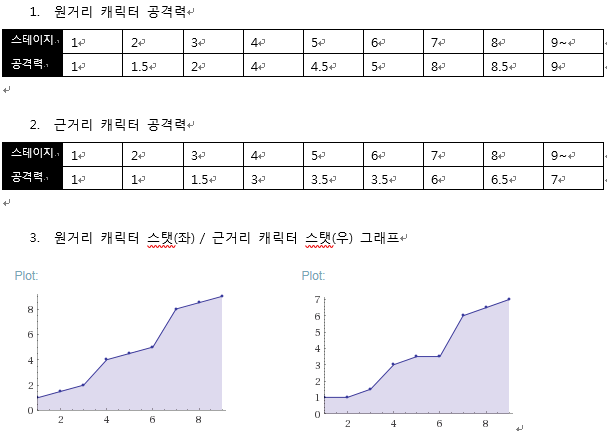 1. 원거리 캐릭터 공격력
스테이지 1 2 3 4 5 6 7 8 9~
공격력 1 1.5 2 4 4.5 5 8 8.5 9
2. 근거리 캐릭터 공격력
스테이지 1 2 3 4 5 6 7 8 9~
공격력 1 1 1.5 3 3.5 3.5 6 6.5 7
3. 원거리 캐릭터 스탯(좌) / 근거리 캐릭터 스탯(우) 그래프
Plot:
8
6
4
2
0
2 4 6 8
Plot:
7
6
5
4
3
2
1
0
2 4 6 8